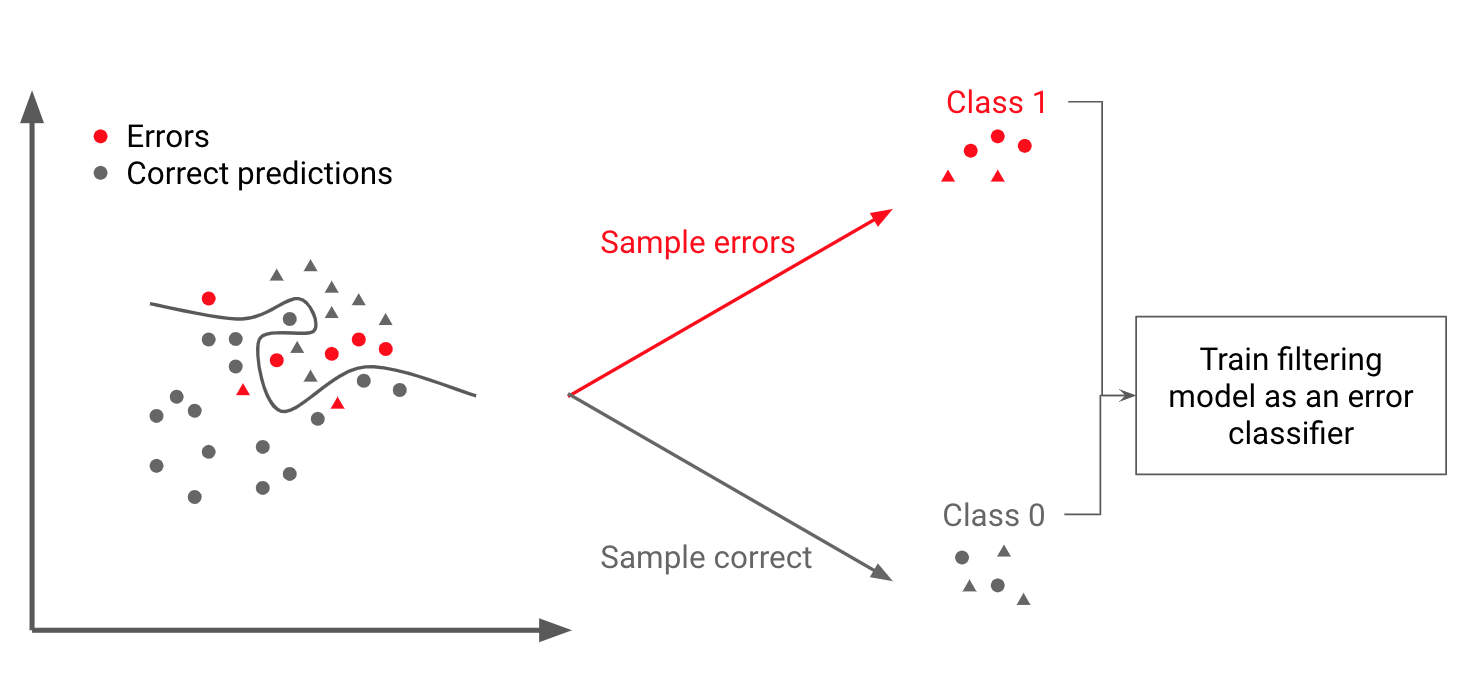 Errors
Correct predictions
Sample errors
Sample correct
Class 1
Class 0
Train filtering
model as an error
classifier